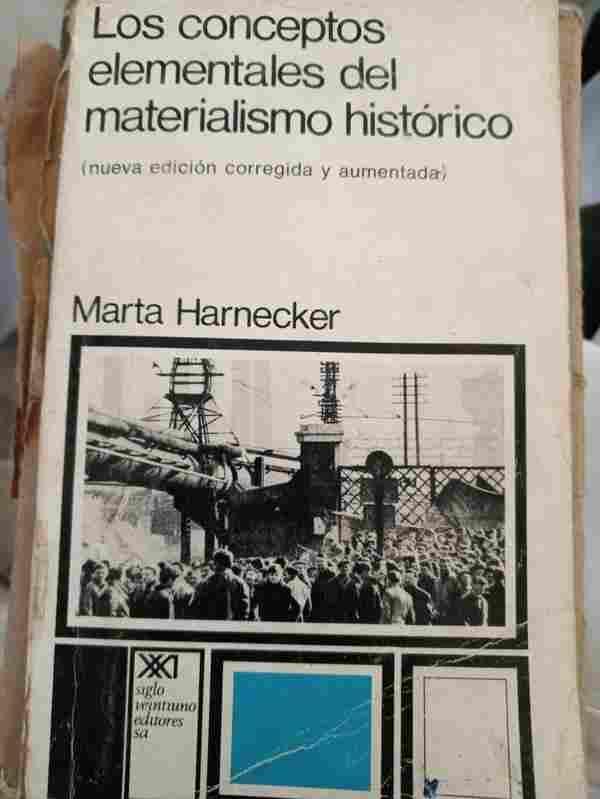 Los conceptos
elementales del
materialismo histórico
(nueva edición corregida y aumentada)
Marta Harnecker
XXI
siglo
veintiuno
editores
sa